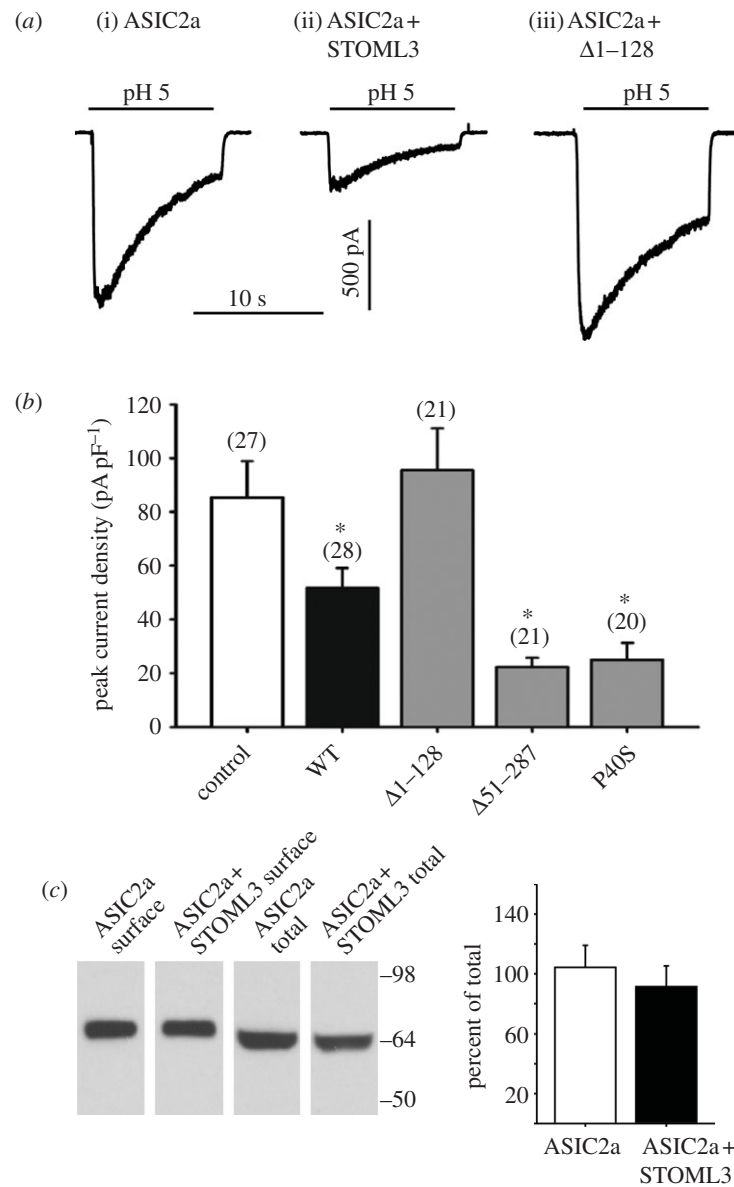 (a) (i) ASIC2a (ii) ASIC2a + STOML3 (iii) ASIC2a + Δ1–128
pH 5 pH 5 pH 5
500 pA
10 s
(b)
peak current density (pA pF⁻¹)
120
100
80
60
40
20
0
(27)
*
(28)
(21)
*
(21)
*
(20)
control WT Δ1–128 Δ51–287 P40S
(c)
ASIC2a surface
ASIC2a + STOML3 surface
ASIC2a total
ASIC2a + STOML3 total
–98
–64
–50
percent of total
140
100
60
20
ASIC2a ASIC2a + STOML3